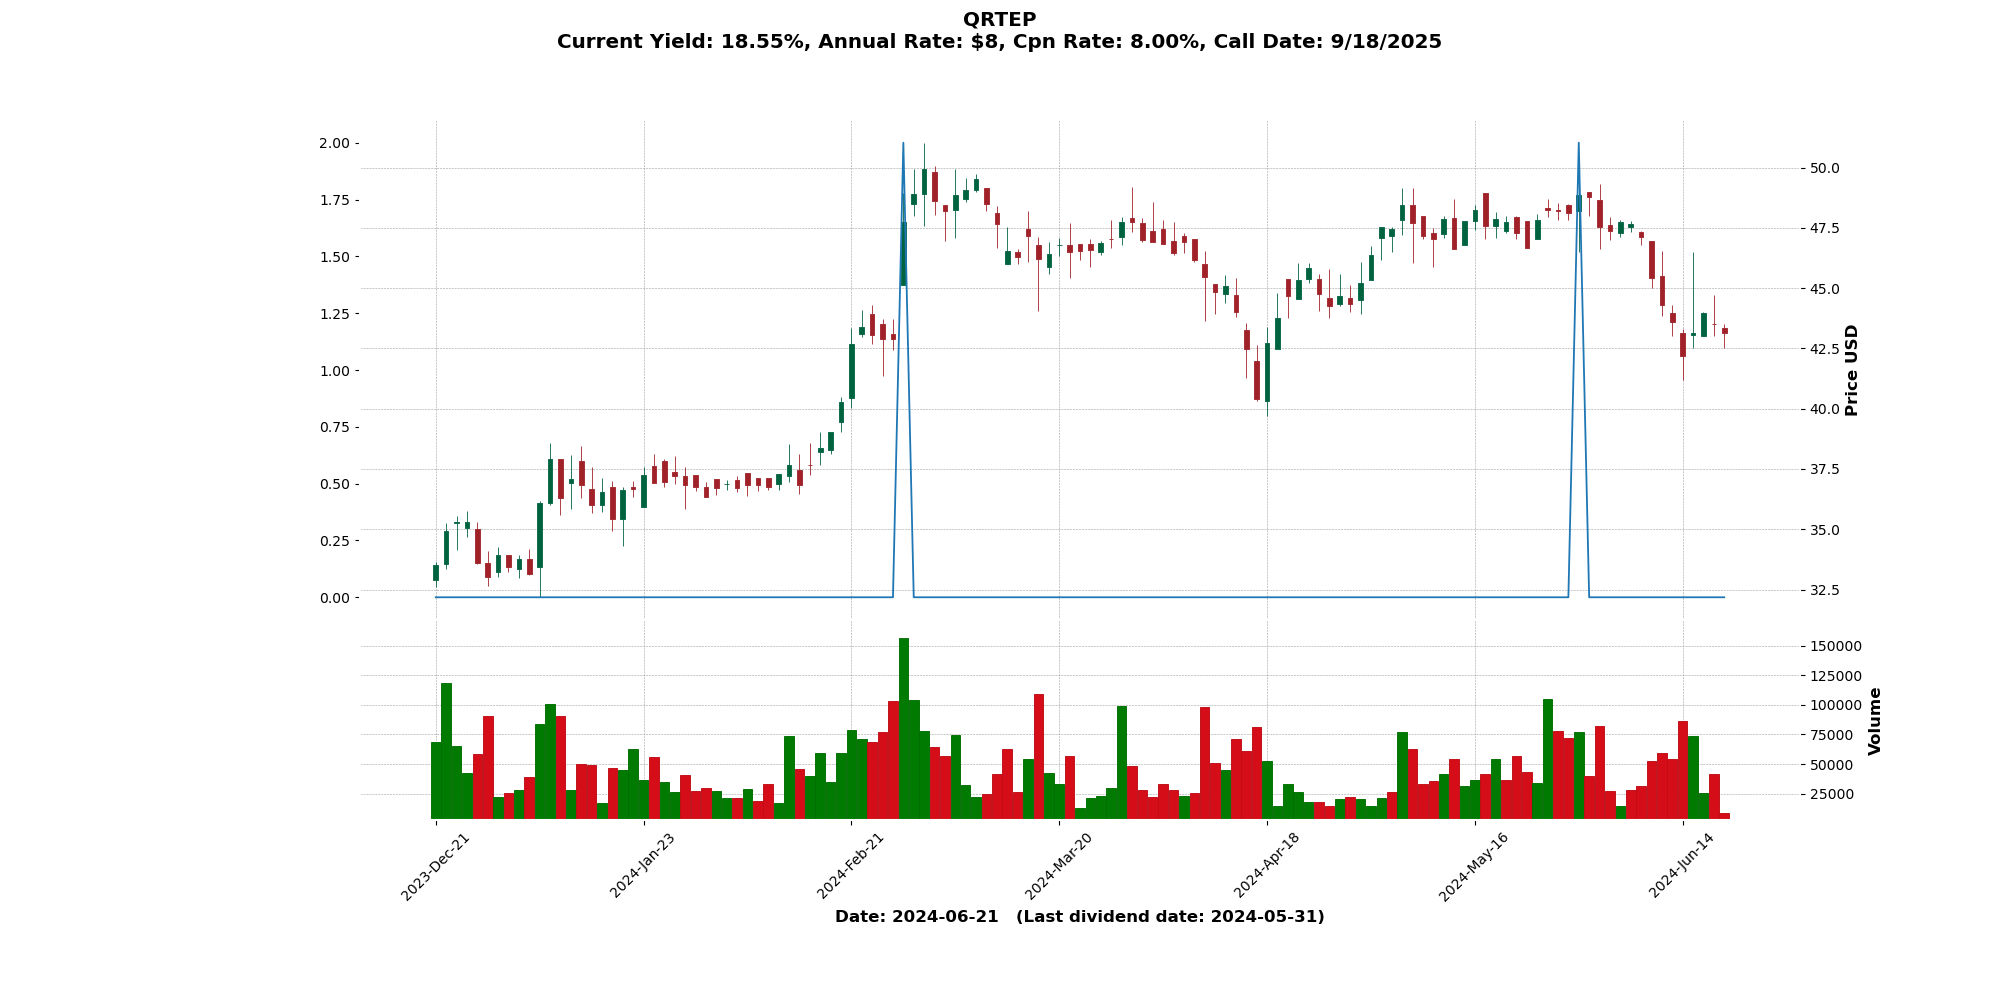 QRTEP
Current Yield: 18.55%, Annual Rate: $8, Cpn Rate: 8.00%, Call Date: 9/18/2025
2.00
1.75
1.50
1.25
1.00
0.75
0.50
0.25
0.00
50.0
47.5
45.0
42.5
40.0
37.5
35.0
32.5
Price USD
150000
125000
100000
75000
50000
25000
Volume
2023-Dec-21
2024-Jan-23
2024-Feb-21
2024-Mar-20
2024-Apr-18
2024-May-16
2024-Jun-14
Date: 2024-06-21   (Last dividend date: 2024-05-31)